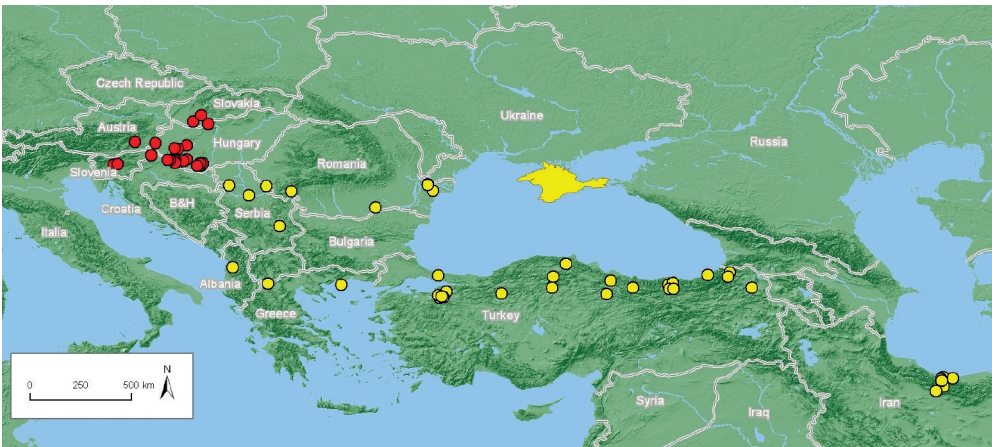 Czech Republic
Slovakia
Ukraine
Austria
Hungary
Russia
Romania
Slovenia
Croatia
B&H
Serbia
Italy
Bulgaria
Albania
Greece
Turkey
Syria
Iraq
Iran
N
0 250 500 km